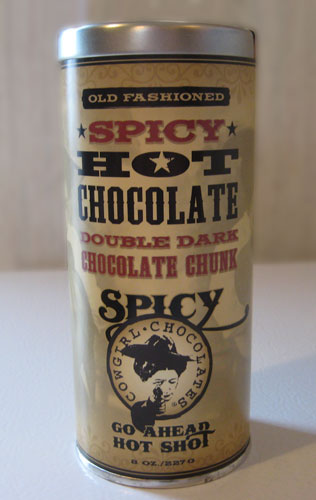 OLD FASHIONED
SPICY
HOT
CHOCOLATE
DOUBLE DARK
CHOCOLATE CHUNK
SPICY
COWGIRL · CHOCOLATES ®
GO AHEAD
HOT SHOT
8 OZ./227G